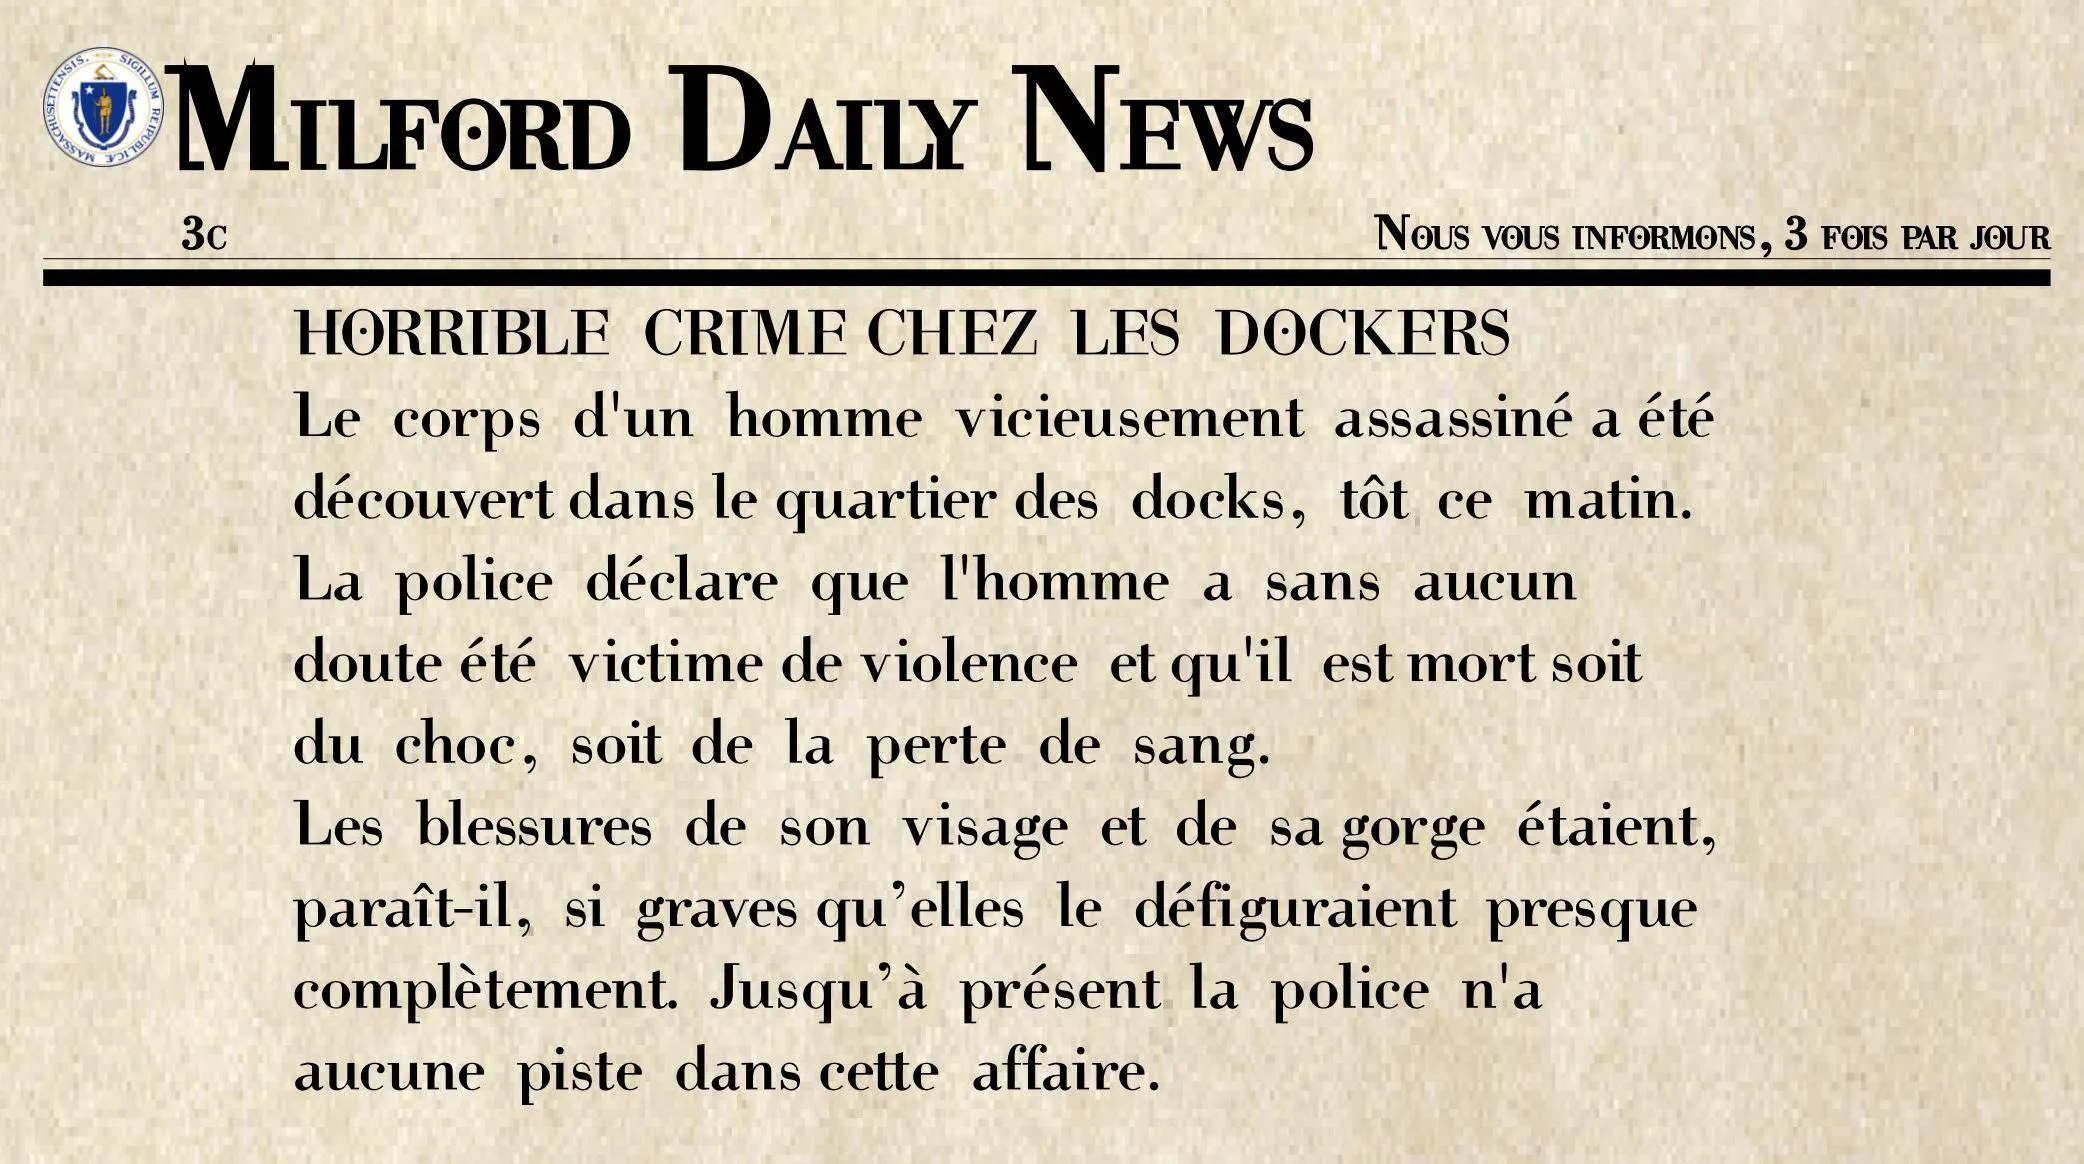 SIGILLUM REIPUBLICÆ MASSACHUSETTENSIS.
MILFORD DAILY NEWS
3C
NOUS VOUS INFORMONS, 3 FOIS PAR JOUR
HORRIBLE CRIME CHEZ LES DOCKERS
Le corps d'un homme vicieusement assassiné a été
découvert dans le quartier des docks, tôt ce matin.
La police déclare que l'homme a sans aucun
doute été victime de violence et qu'il est mort soit
du choc, soit de la perte de sang.
Les blessures de son visage et de sa gorge étaient,
paraît-il, si graves qu’elles le défiguraient presque
complètement. Jusqu’à présent la police n'a
aucune piste dans cette affaire.